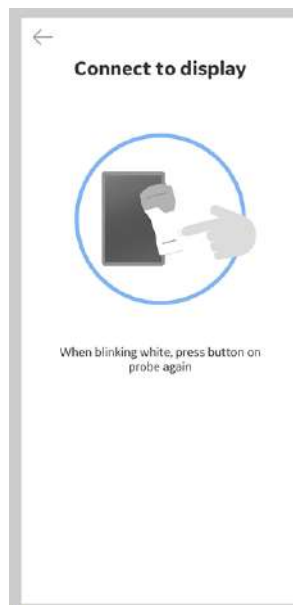 Connect to display
When blinking white, press button on
probe again